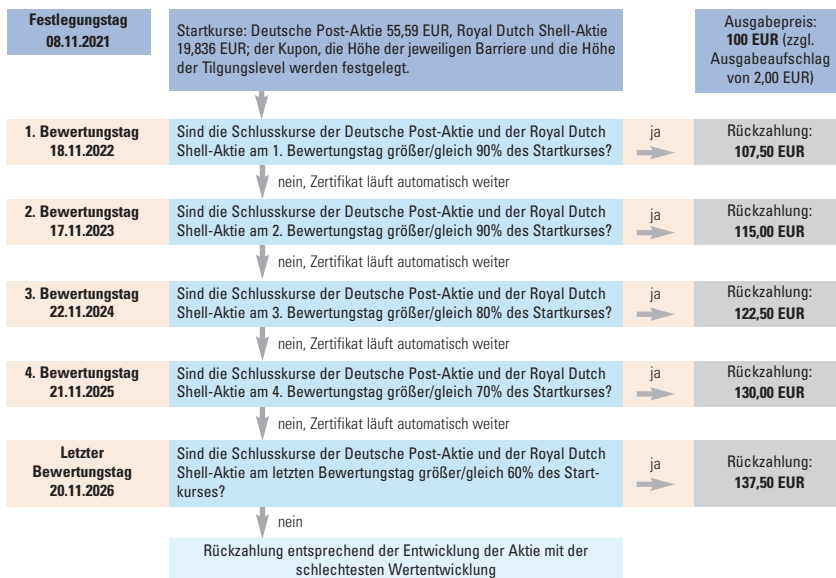 Festlegungstag
08.11.2021
Startkurse: Deutsche Post-Aktie 55,59 EUR, Royal Dutch Shell-Aktie
19,836 EUR; der Kupon, die Höhe der jeweiligen Barriere und die Höhe
der Tilgungslevel werden festgelegt.
Ausgabepreis:
100 EUR (zzgl.
Ausgabeaufschlag
von 2,00 EUR)
1. Bewertungstag
18.11.2022
Sind die Schlusskurse der Deutsche Post-Aktie und der Royal Dutch
Shell-Aktie am 1. Bewertungstag größer/gleich 90% des Startkurses?
ja
Rückzahlung:
107,50 EUR
nein, Zertifikat läuft automatisch weiter
2. Bewertungstag
17.11.2023
Sind die Schlusskurse der Deutsche Post-Aktie und der Royal Dutch
Shell-Aktie am 2. Bewertungstag größer/gleich 90% des Startkurses?
ja
Rückzahlung:
115,00 EUR
nein, Zertifikat läuft automatisch weiter
3. Bewertungstag
22.11.2024
Sind die Schlusskurse der Deutsche Post-Aktie und der Royal Dutch
Shell-Aktie am 3. Bewertungstag größer/gleich 80% des Startkurses?
ja
Rückzahlung:
122,50 EUR
nein, Zertifikat läuft automatisch weiter
4. Bewertungstag
21.11.2025
Sind die Schlusskurse der Deutsche Post-Aktie und der Royal Dutch
Shell-Aktie am 4. Bewertungstag größer/gleich 70% des Startkurses?
ja
Rückzahlung:
130,00 EUR
nein, Zertifikat läuft automatisch weiter
Letzter
Bewertungstag
20.11.2026
Sind die Schlusskurse der Deutsche Post-Aktie und der Royal Dutch
Shell-Aktie am letzten Bewertungstag größer/gleich 60% des Start-
kurses?
ja
Rückzahlung:
137,50 EUR
nein
Rückzahlung entsprechend der Entwicklung der Aktie mit der
schlechtesten Wertentwicklung